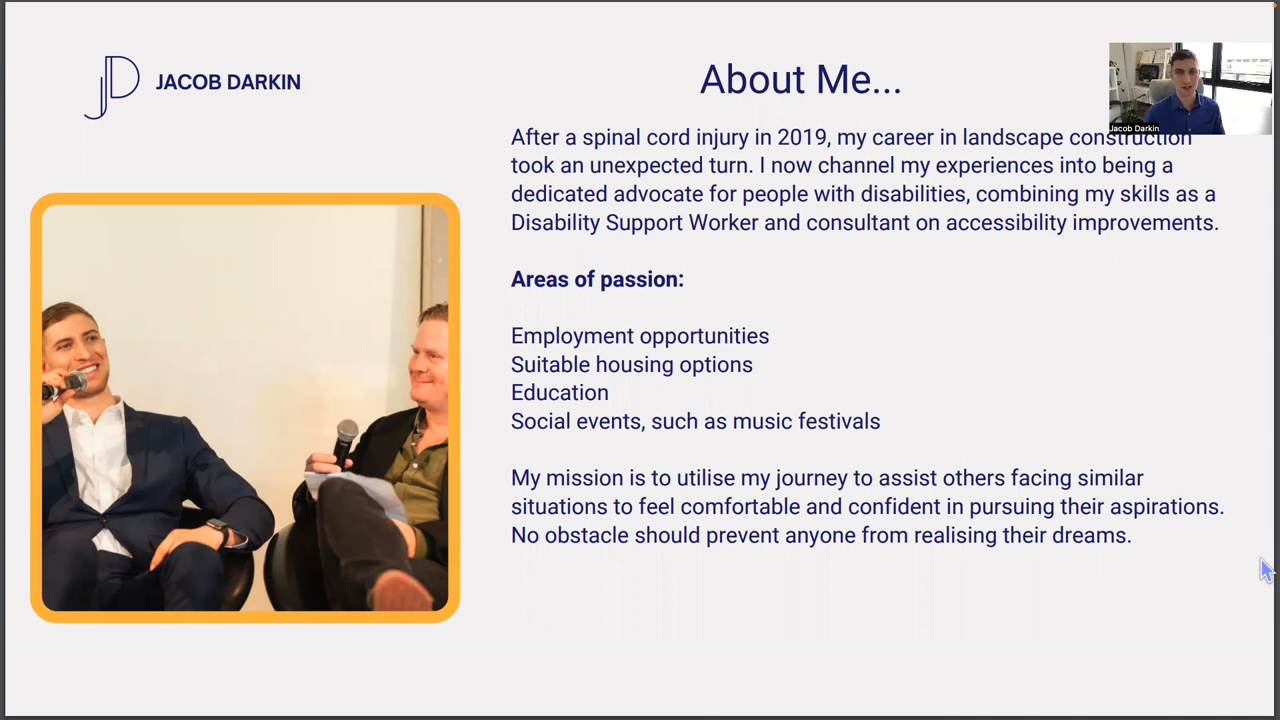 JD JACOB DARKIN
About Me...
Jacob Darkin
After a spinal cord injury in 2019, my career in landscape construction
took an unexpected turn. I now channel my experiences into being a
dedicated advocate for people with disabilities, combining my skills as a
Disability Support Worker and consultant on accessibility improvements.
Areas of passion:
Employment opportunities
Suitable housing options
Education
Social events, such as music festivals
My mission is to utilise my journey to assist others facing similar
situations to feel comfortable and confident in pursuing their aspirations.
No obstacle should prevent anyone from realising their dreams.